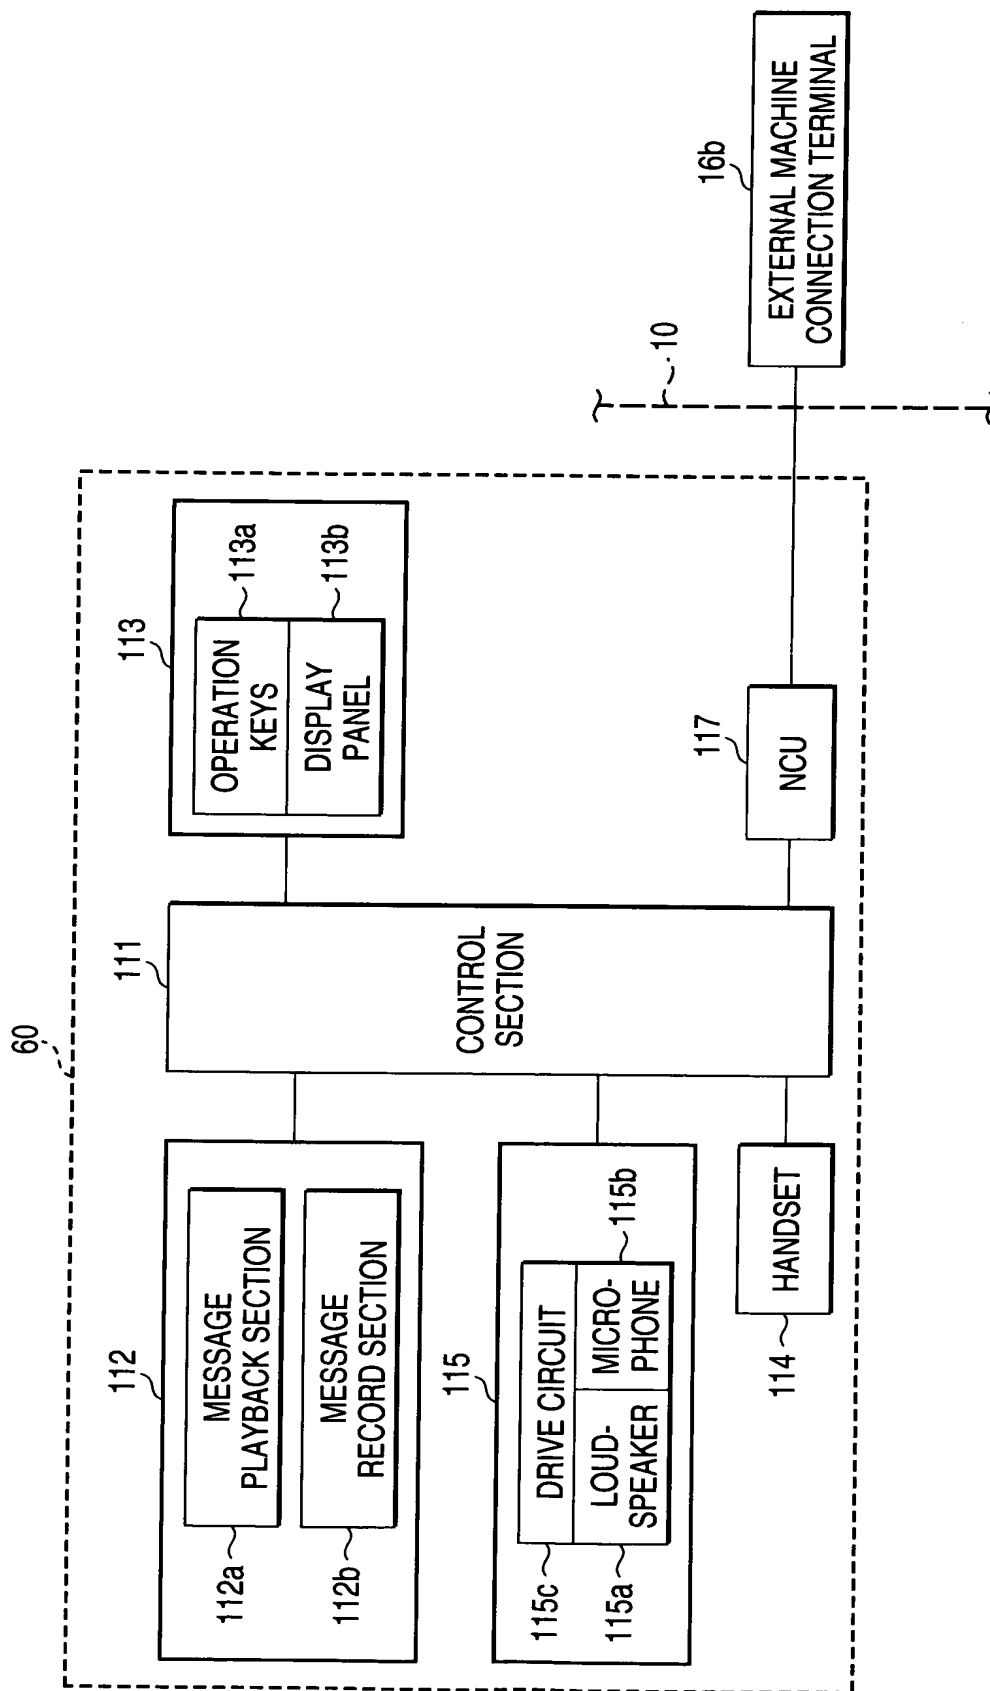 60
112
112a
MESSAGE
PLAYBACK SECTION
112b
MESSAGE
RECORD SECTION
115
115c
DRIVE CIRCUIT
115a
LOUD-
SPEAKER
MICRO-
PHONE
115b
114
HANDSET
111
CONTROL
SECTION
113
OPERATION
KEYS
113a
DISPLAY
PANEL
113b
117
NCU
10
16b
EXTERNAL MACHINE
CONNECTION TERMINAL